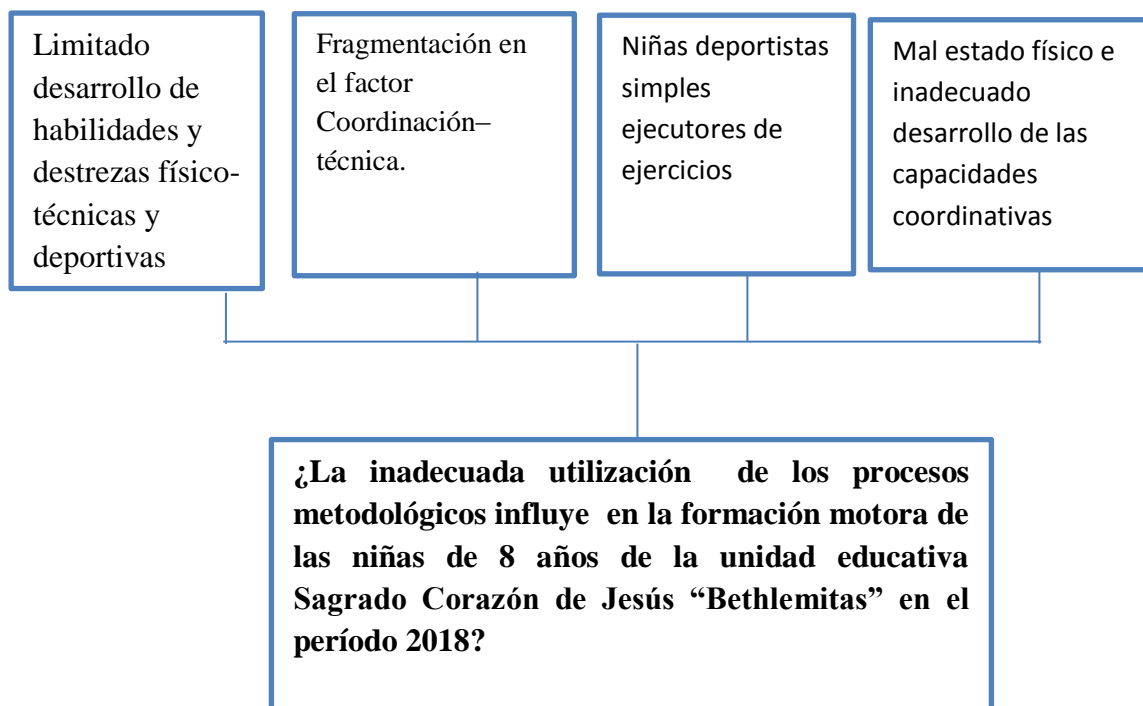 Limitado
desarrollo de
habilidades y
destrezas físico-
técnicas y
deportivas
Fragmentación en
el factor
Coordinación–
técnica.
Niñas deportistas
simples
ejecutores de
ejercicios
Mal estado físico e
inadecuado
desarrollo de las
capacidades
coordinativas
¿La inadecuada utilización de los procesos
metodológicos influye en la formación motora de
las niñas de 8 años de la unidad educativa
Sagrado Corazón de Jesús “Bethlemitas” en el
período 2018?